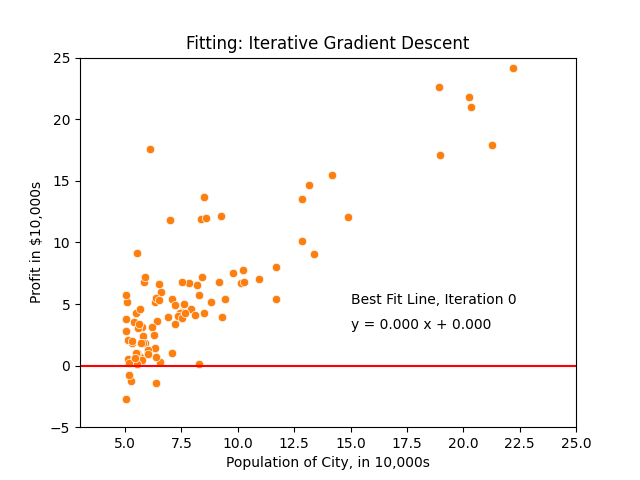 Fitting: Iterative Gradient Descent
25
20
15
10
5
0
−5
Profit in $10,000s
Best Fit Line, Iteration 0
y = 0.000 x + 0.000
5.0 7.5 10.0 12.5 15.0 17.5 20.0 22.5 25.0
Population of City, in 10,000s